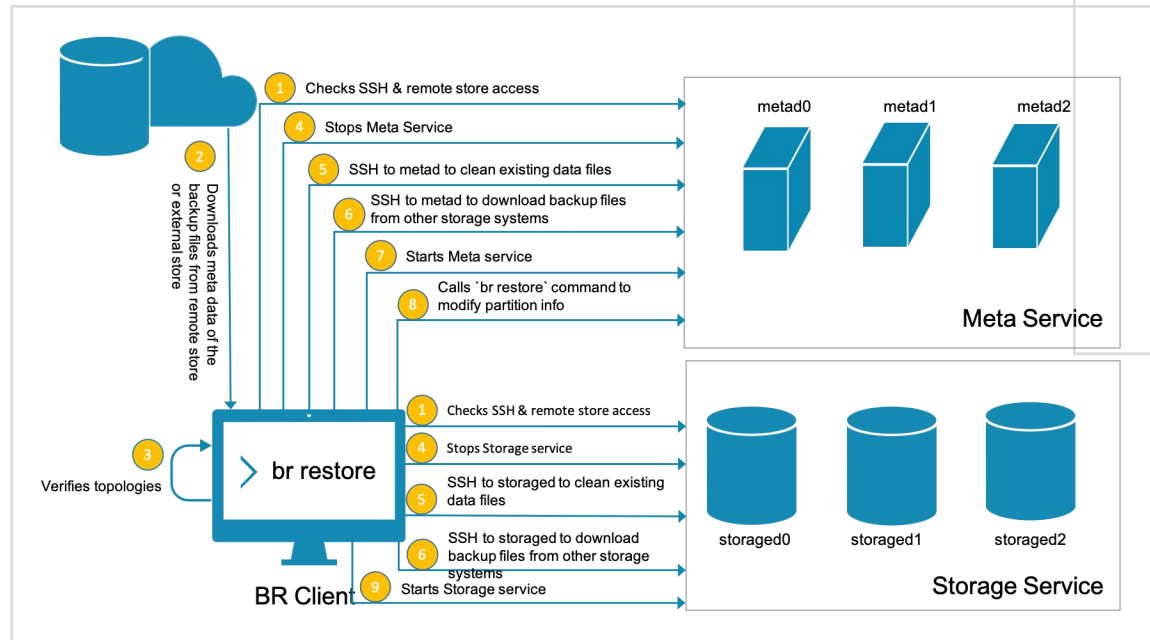 1
Checks SSH & remote store access
metad0
metad1
metad2
4
Stops Meta Service
2
Downloads meta data of the
backup files from remote store
or external store
5
SSH to metad to clean existing data files
6
SSH to metad to download backup files
from other storage systems
7
Starts Meta service
8
Calls `br restore` command to
modify partition info
Meta Service
1
Checks SSH & remote store access
4
Stops Storage service
3
Verifies topologies
br restore
5
SSH to storaged to clean existing
data files
storaged0
storaged1
storaged2
6
SSH to storaged to download
backup files from other storage
systems
9
Starts Storage service
BR Client
Storage Service